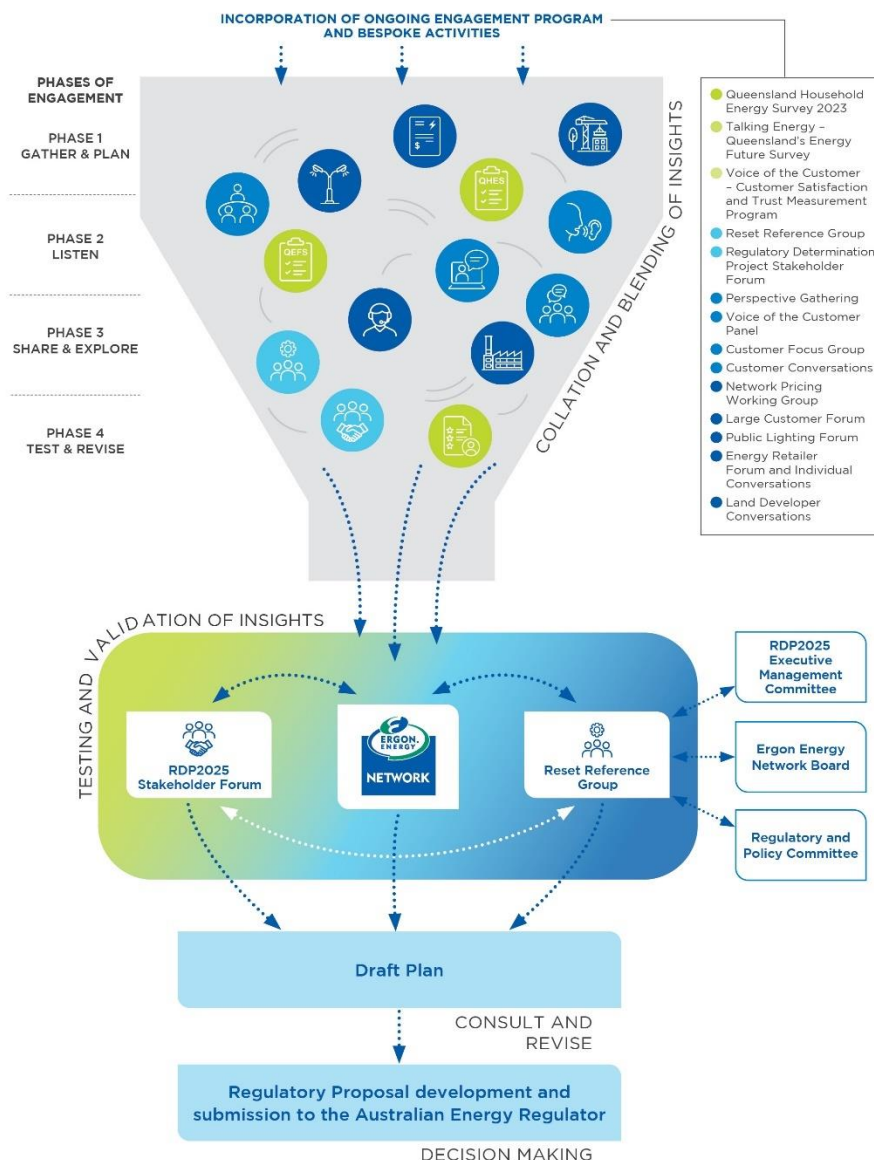 INCORPORATION OF ONGOING ENGAGEMENT PROGRAM
AND BESPOKE ACTIVITIES
PHASES OF
ENGAGEMENT
PHASE 1
GATHER & PLAN
PHASE 2
LISTEN
PHASE 3
SHARE & EXPLORE
PHASE 4
TEST & REVISE
$
QHES
QEFS
COLLATION AND BLENDING OF INSIGHTS
Queensland Household
Energy Survey 2023
Talking Energy –
Queensland's Energy
Future Survey
Voice of the Customer
– Customer Satisfaction
and Trust Measurement
Program
Reset Reference Group
Regulatory Determination
Project Stakeholder
Forum
Perspective Gathering
Voice of the Customer
Panel
Customer Focus Group
Customer Conversations
Network Pricing
Working Group
Large Customer Forum
Public Lighting Forum
Energy Retailer
Forum and Individual
Conversations
Land Developer
Conversations
TESTING AND VALIDATION OF INSIGHTS
RDP2025
Stakeholder Forum
ERGON.
ENERGY
NETWORK
Reset Reference
Group
RDP2025
Executive
Management
Committee
Ergon Energy
Network Board
Regulatory and
Policy Committee
Draft Plan
CONSULT AND
REVISE
Regulatory Proposal development and
submission to the Australian Energy Regulator
DECISION MAKING